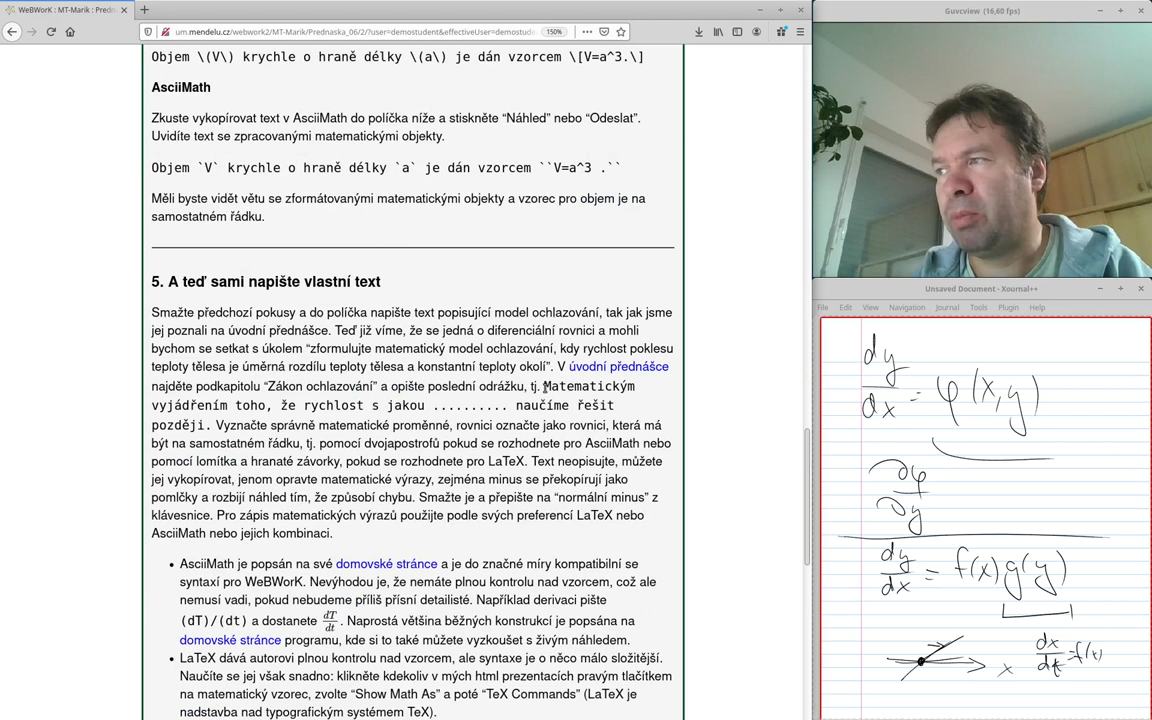 WeBWorK : MT-Marik : Prednas
um.mendelu.cz/webwork2/MT-Marik/Prednaska_06/2/?user=demostudent&effectiveUser=demostude
150%
Objem \(V\) krychle o hraně délky \(a\) je dán vzorcem \[V=a^3.\]
AsciiMath
Zkuste vykopírovat text v AsciiMath do políčka níže a stiskněte “Náhled” nebo “Odeslat”.
Uvidíte text se zpracovanými matematickými objekty.
Objem `V` krychle o hraně délky `a` je dán vzorcem ``V=a^3 .``
Měli byste vidět větu se zformátovanými matematickými objekty a vzorec pro objem je na
samostatném řádku.
5. A teď sami napište vlastní text
Smažte předchozí pokusy a do políčka napište text popisující model ochlazování, tak jak jsme
jej poznali na úvodní přednášce. Teď již víme, že se jedná o diferenciální rovnici a mohli
bychom se setkat s úkolem “zformulujte matematický model ochlazování, kdy rychlost poklesu
teploty tělesa je úměrná rozdílu teploty tělesa a konstantní teploty okolí”. V úvodní přednášce
najděte podkapitolu “Zákon ochlazování” a opište poslední odrážku, tj. Matematickým
vyjádřením toho, že rychlost s jakou .......... naučíme řešit
později. Vyznačte správně matematické proměnné, rovnici označte jako rovnici, která má
být na samostatném řádku, tj. pomocí dvojapostrofů pokud se rozhodnete pro AsciiMath nebo
pomocí lomítka a hranaté závorky, pokud se rozhodnete pro LaTeX. Text neopisujte, můžete
jej vykopírovat, jenom opravte matematické výrazy, zejména minus se překopírují jako
pomlčky a rozbijí náhled tím, že způsobí chybu. Smažte je a přepište na “normální minus” z
klávesnice. Pro zápis matematických výrazů použijte podle svých preferencí LaTeX nebo
AsciiMath nebo jejich kombinaci.
• AsciiMath je popsán na své domovské stránce a je do značné míry kompatibilní se
syntaxí pro WeBWorK. Nevýhodou je, že nemáte plnou kontrolu nad vzorcem, což ale
nemusí vadi, pokud nebudeme příliš přísní detailisté. Například derivaci pište
(dT)/(dt) a dostanete dT/dt. Naprostá většina běžných konstrukcí je popsána na
domovské stránce programu, kde si to také můžete vyzkoušet s živým náhledem.
• LaTeX dává autorovi plnou kontrolu nad vzorcem, ale syntaxe je o něco málo složitější.
Naučíte se jej však snadno: klikněte kdekoliv v mých html prezentacích pravým tlačítkem
na matematický vzorec, zvolte “Show Math As” a poté “TeX Commands” (LaTeX je
nadstavba nad typografickým systémem TeX).
Guvcview (16,60 fps)
Unsaved Document - Xournal++
File Edit View Navigation Journal Tools Plugin Help
dy/dx = φ(x,y)
∂φ/∂y
dy/dx = f(x)g(y)
x dx/dt=f(x)